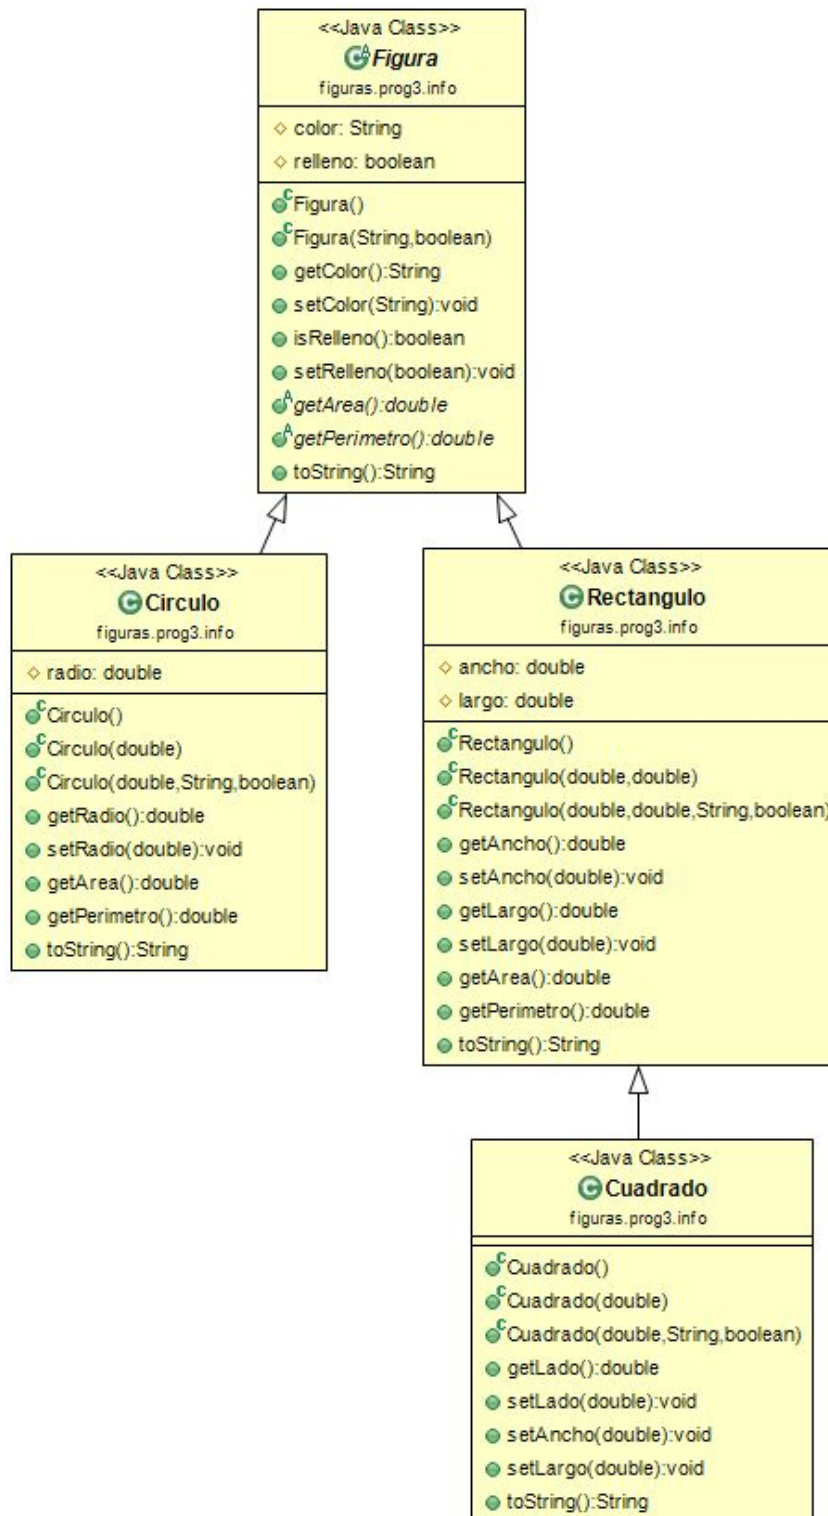 <<Java Class>>
Figura
figuras.prog3.info
color: String
relleno: boolean
Figura()
Figura(String,boolean)
getColor():String
setColor(String):void
isRelleno():boolean
setRelleno(boolean):void
getArea():double
getPerimetro():double
toString():String
<<Java Class>>
Circulo
figuras.prog3.info
radio: double
Circulo()
Circulo(double)
Circulo(double,String,boolean)
getRadio():double
setRadio(double):void
getArea():double
getPerimetro():double
toString():String
<<Java Class>>
Rectangulo
figuras.prog3.info
ancho: double
largo: double
Rectangulo()
Rectangulo(double,double)
Rectangulo(double,double,String,boolean)
getAncho():double
setAncho(double):void
getLargo():double
setLargo(double):void
getArea():double
getPerimetro():double
toString():String
<<Java Class>>
Cuadrado
figuras.prog3.info
Cuadrado()
Cuadrado(double)
Cuadrado(double,String,boolean)
getLado():double
setLado(double):void
setAncho(double):void
setLargo(double):void
toString():String